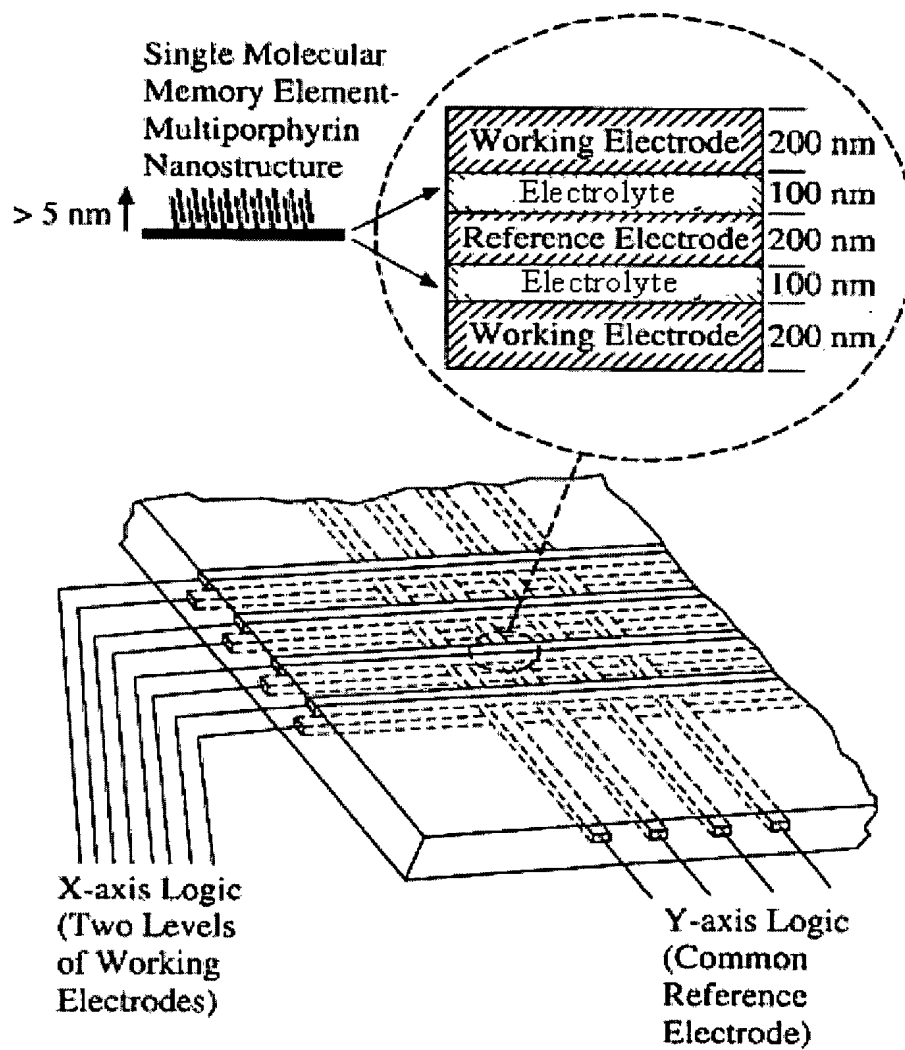 Single Molecular
Memory Element-
Multiporphyrin
Nanostructure
> 5 nm
Working Electrode 200 nm
Electrolyte 100 nm
Reference Electrode 200 nm
Electrolyte 100 nm
Working Electrode 200 nm
X-axis Logic
(Two Levels
of Working
Electrodes)
Y-axis Logic
(Common
Reference
Electrode)